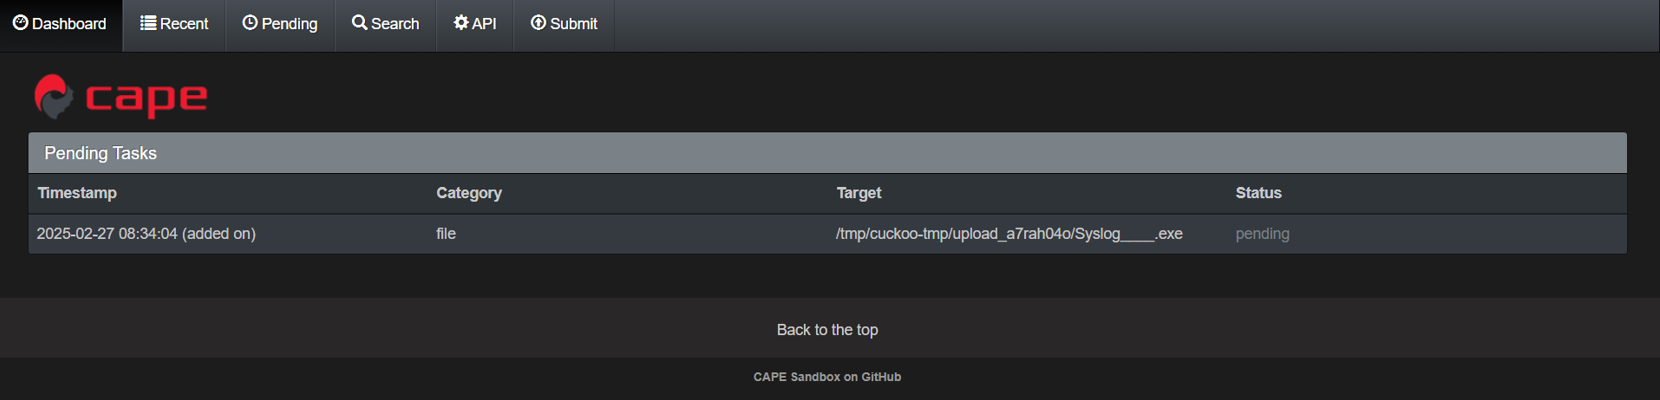 Dashboard Recent Pending Search API Submit
cape
Pending Tasks
Timestamp Category Target Status
2025-02-27 08:34:04 (added on) file /tmp/cuckoo-tmp/upload_a7rah04o/Syslog____.exe pending
Back to the top
CAPE Sandbox on GitHub